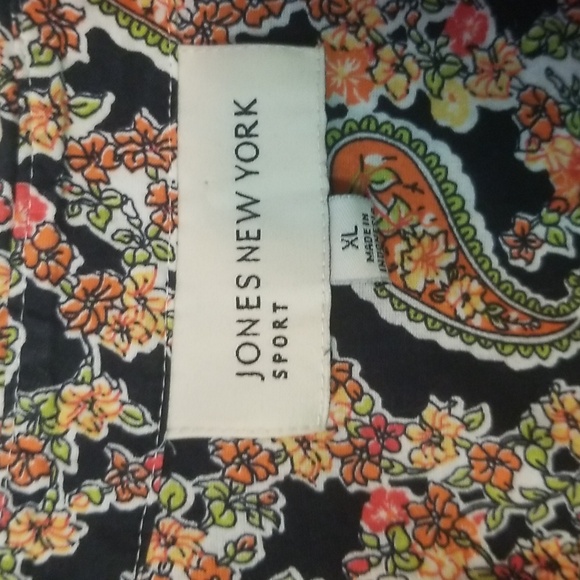 JONES NEW YORK
SPORT
XL
MADE IN